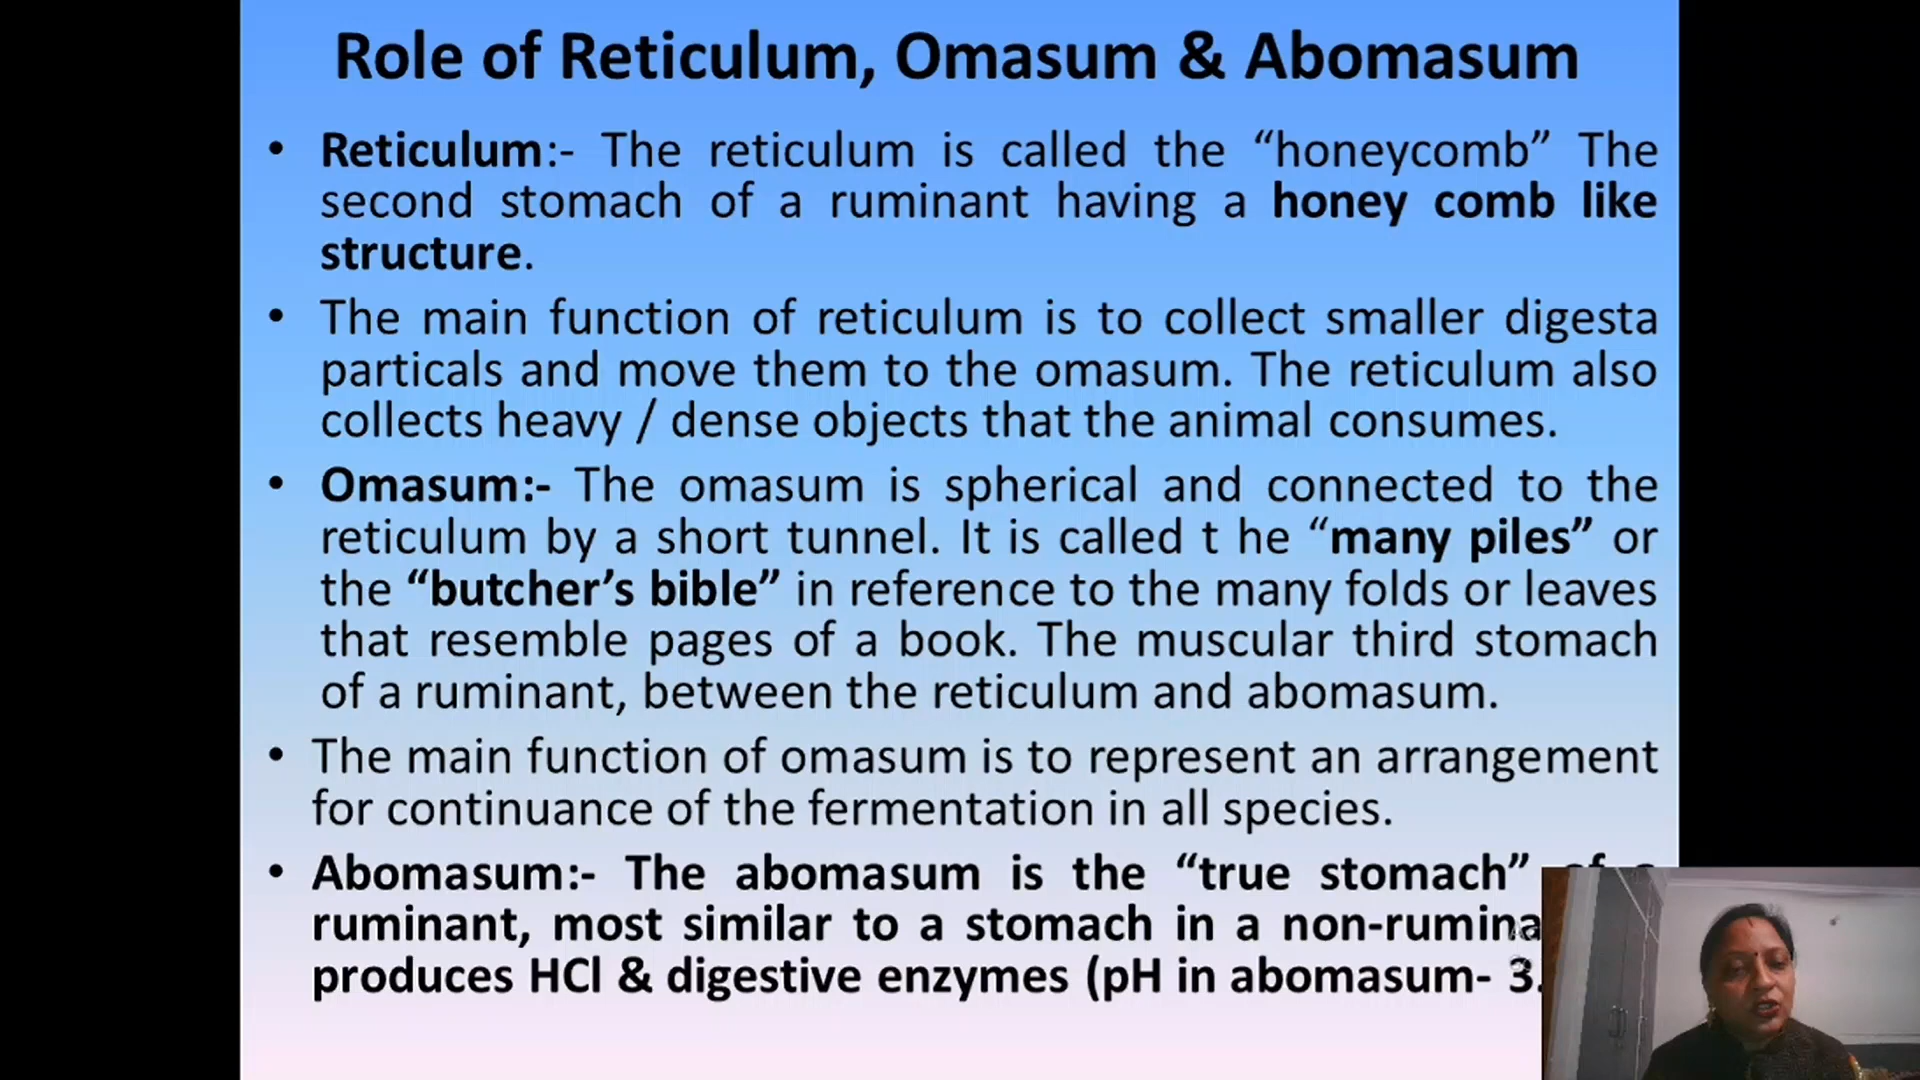 Role of Reticulum, Omasum & Abomasum
• Reticulum:- The reticulum is called the “honeycomb” The
second stomach of a ruminant having a honey comb like
structure.
• The main function of reticulum is to collect smaller digesta
particals and move them to the omasum. The reticulum also
collects heavy / dense objects that the animal consumes.
• Omasum:- The omasum is spherical and connected to the
reticulum by a short tunnel. It is called t he “many piles” or
the “butcher’s bible” in reference to the many folds or leaves
that resemble pages of a book. The muscular third stomach
of a ruminant, between the reticulum and abomasum.
• The main function of omasum is to represent an arrangement
for continuance of the fermentation in all species.
• Abomasum:- The abomasum is the “true stomach” of a
ruminant, most similar to a stomach in a non-rumina
produces HCl & digestive enzymes (pH in abomasum- 3.